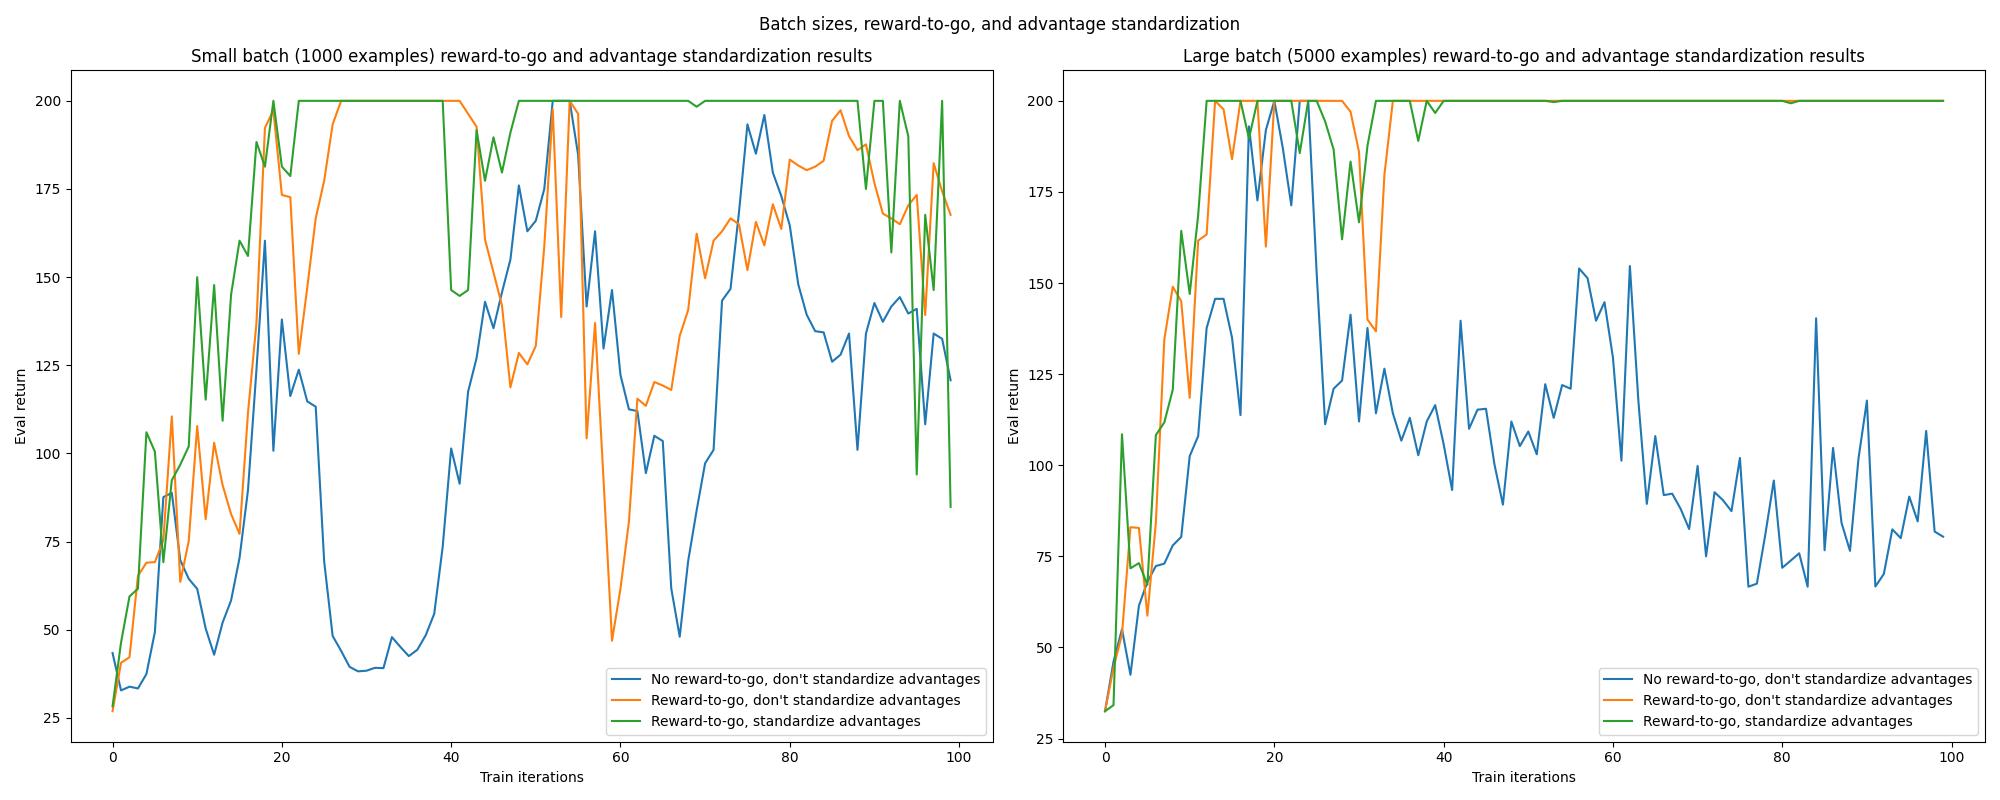 Batch sizes, reward-to-go, and advantage standardization
Small batch (1000 examples) reward-to-go and advantage standardization results
200
175
150
125
100
75
50
25
Eval return
0 20 40 60 80 100
Train iterations
No reward-to-go, don't standardize advantages
Reward-to-go, don't standardize advantages
Reward-to-go, standardize advantages
Large batch (5000 examples) reward-to-go and advantage standardization results
200
175
150
125
100
75
50
25
Eval return
0 20 40 60 80 100
Train iterations
No reward-to-go, don't standardize advantages
Reward-to-go, don't standardize advantages
Reward-to-go, standardize advantages